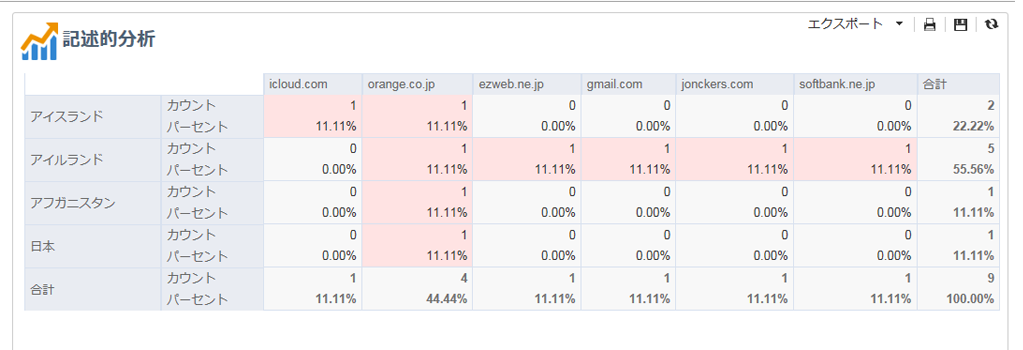 エクスポート
記述的分析
icloud.com orange.co.jp ezweb.ne.jp gmail.com jonckers.com softbank.ne.jp 合計
アイスランド カウント 1 1 0 0 0 0 2
パーセント 11.11% 11.11% 0.00% 0.00% 0.00% 0.00% 22.22%
アイルランド カウント 0 1 1 1 1 1 5
パーセント 0.00% 11.11% 11.11% 11.11% 11.11% 11.11% 55.56%
アフガニスタン カウント 0 1 0 0 0 0 1
パーセント 0.00% 11.11% 0.00% 0.00% 0.00% 0.00% 11.11%
日本 カウント 0 1 0 0 0 0 1
パーセント 0.00% 11.11% 0.00% 0.00% 0.00% 0.00% 11.11%
合計 カウント 1 4 1 1 1 1 9
パーセント 11.11% 44.44% 11.11% 11.11% 11.11% 11.11% 100.00%